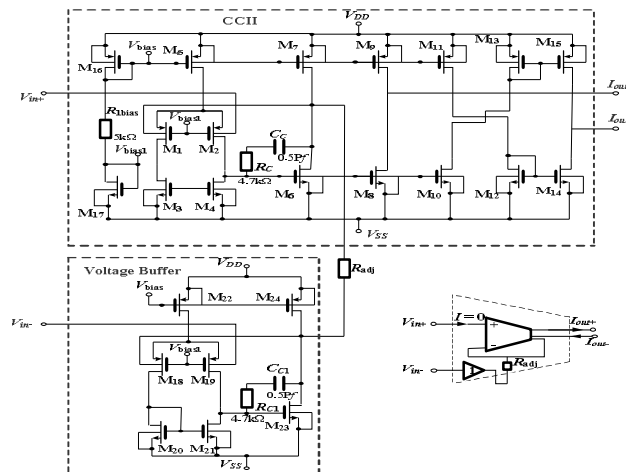 CCII
VDD
Vbias
M16
M5
M7
M9
M11
M13
M15
Vin+
Iout
R1bias
5kΩ
Vbias1
M1
M2
CC
0.5Pf
RC
4.7kΩ
Iout
Vbias1
M17
M3
M4
M6
M8
M10
M12
M14
VSS
Voltage Buffer
VDD
Vbias
M22
M24
Radj
Vin-
Vbias1
M18
M19
CC1
0.5Pf
RC1
4.7kΩ
M23
M20
M21
VSS
Vin+
I=0
+
-
Iout+
Iout-
Radj
Vin-
1